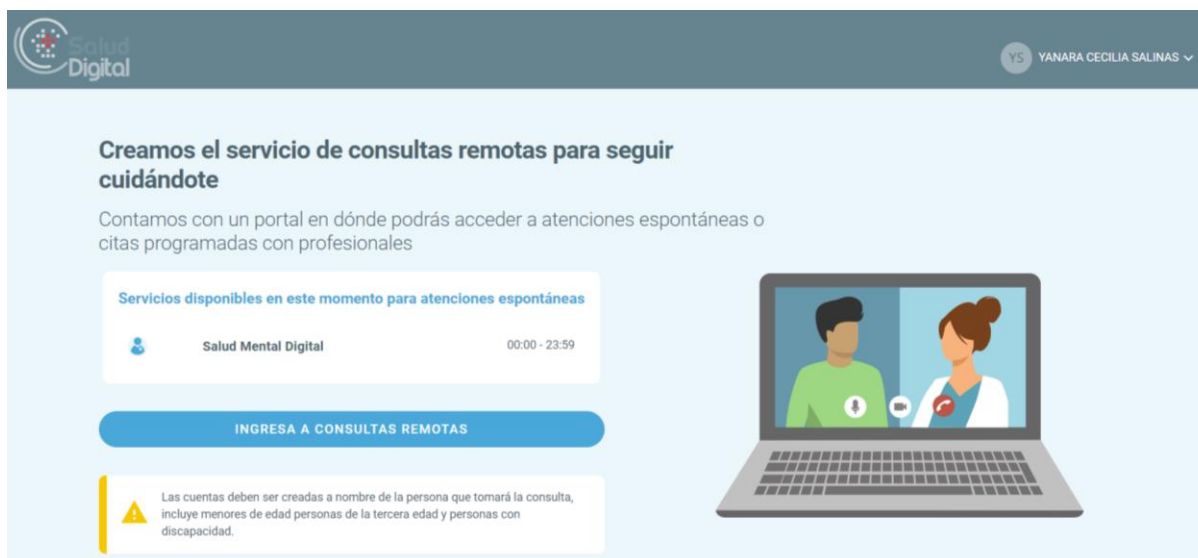 Salud
Digital
YS YANARA CECILIA SALINAS
Creamos el servicio de consultas remotas para seguir
cuidándote
Contamos con un portal en dónde podrás acceder a atenciones espontáneas o
citas programadas con profesionales
Servicios disponibles en este momento para atenciones espontáneas
Salud Mental Digital 00:00 - 23:59
INGRESA A CONSULTAS REMOTAS
Las cuentas deben ser creadas a nombre de la persona que tomará la consulta,
incluye menores de edad personas de la tercera edad y personas con
discapacidad.